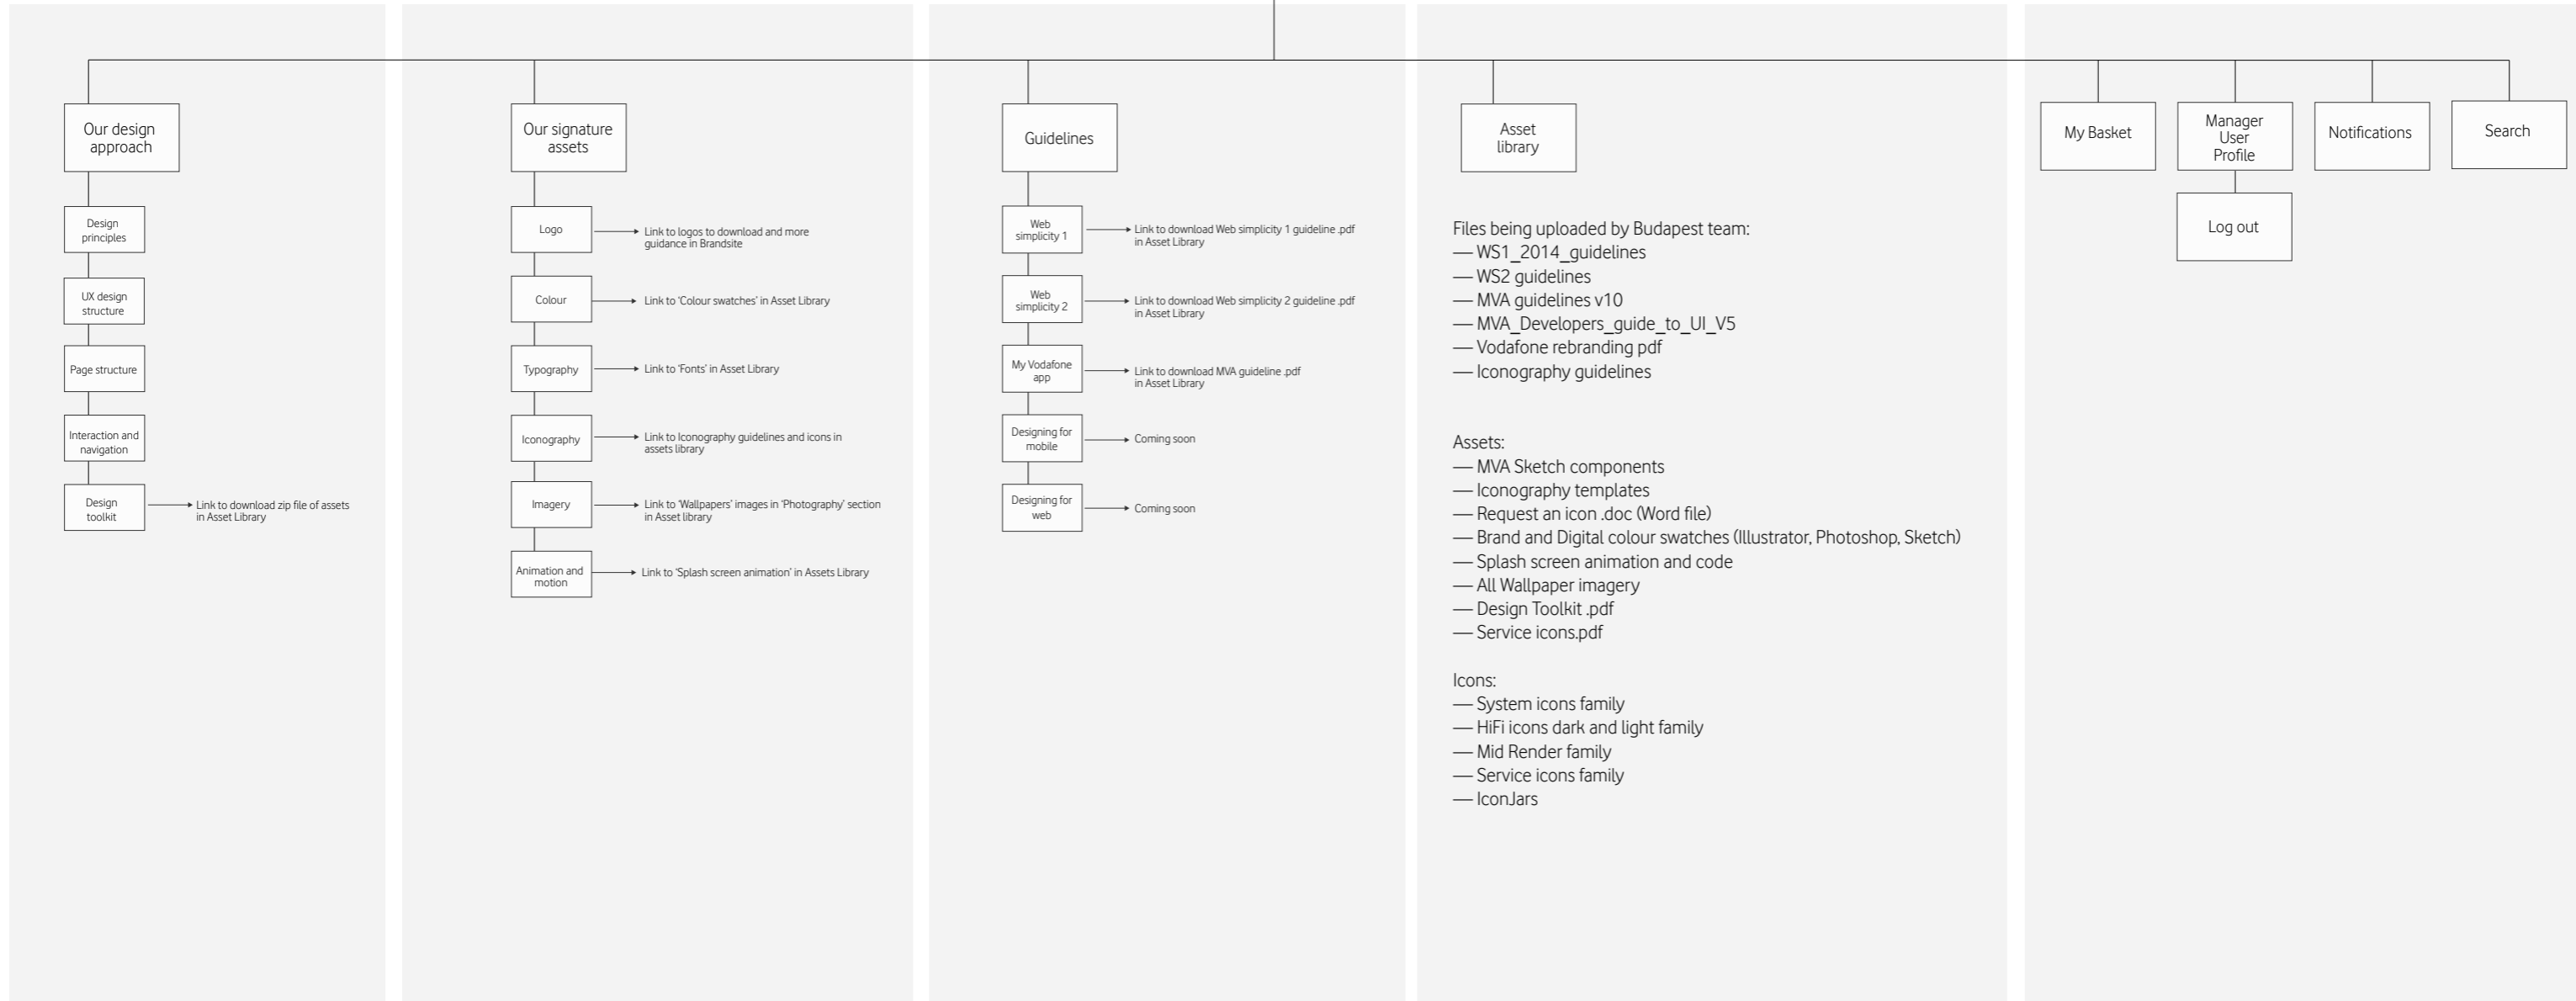 Our design
approach
Design
principles
UX design
structure
Page structure
Interaction and
navigation
Design
toolkit
Link to download zip file of assets
in Asset Library
Our signature
assets
Logo
Link to logos to download and more
guidance in Brandsite
Colour
Link to ‘Colour swatches’ in Asset Library
Typography
Link to ‘Fonts’ in Asset Library
Iconography
Link to Iconography guidelines and icons in
assets library
Imagery
Link to ‘Wallpapers’ images in ‘Photography’ section
in Asset library
Animation and
motion
Link to ‘Splash screen animation’ in Assets Library
Guidelines
Web
simplicity 1
Link to download Web simplicity 1 guideline .pdf
in Asset Library
Web
simplicity 2
Link to download Web simplicity 2 guideline .pdf
in Asset Library
My Vodafone
app
Link to download MVA guideline .pdf
in Asset Library
Designing for
mobile
Coming soon
Designing for
web
Coming soon
Asset
library
Files being uploaded by Budapest team:
— WS1_2014_guidelines
— WS2 guidelines
— MVA guidelines v10
— MVA_Developers_guide_to_UI_V5
— Vodafone rebranding pdf
— Iconography guidelines
Assets:
— MVA Sketch components
— Iconography templates
— Request an icon .doc (Word file)
— Brand and Digital colour swatches (Illustrator, Photoshop, Sketch)
— Splash screen animation and code
— All Wallpaper imagery
— Design Toolkit .pdf
— Service icons.pdf
Icons:
— System icons family
— HiFi icons dark and light family
— Mid Render family
— Service icons family
— IconJars
My Basket
Manager
User
Profile
Log out
Notifications
Search